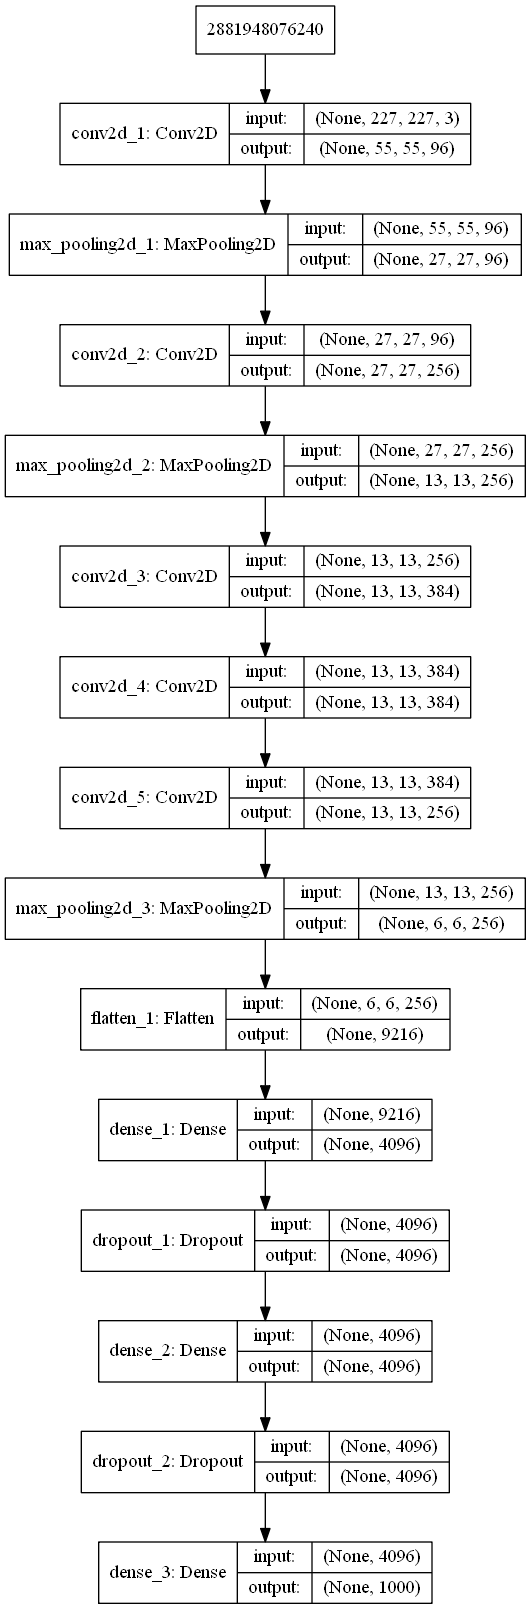 2881948076240
conv2d_1: Conv2D
input: (None, 227, 227, 3)
output: (None, 55, 55, 96)
max_pooling2d_1: MaxPooling2D
input: (None, 55, 55, 96)
output: (None, 27, 27, 96)
conv2d_2: Conv2D
input: (None, 27, 27, 96)
output: (None, 27, 27, 256)
max_pooling2d_2: MaxPooling2D
input: (None, 27, 27, 256)
output: (None, 13, 13, 256)
conv2d_3: Conv2D
input: (None, 13, 13, 256)
output: (None, 13, 13, 384)
conv2d_4: Conv2D
input: (None, 13, 13, 384)
output: (None, 13, 13, 384)
conv2d_5: Conv2D
input: (None, 13, 13, 384)
output: (None, 13, 13, 256)
max_pooling2d_3: MaxPooling2D
input: (None, 13, 13, 256)
output: (None, 6, 6, 256)
flatten_1: Flatten
input: (None, 6, 6, 256)
output: (None, 9216)
dense_1: Dense
input: (None, 9216)
output: (None, 4096)
dropout_1: Dropout
input: (None, 4096)
output: (None, 4096)
dense_2: Dense
input: (None, 4096)
output: (None, 4096)
dropout_2: Dropout
input: (None, 4096)
output: (None, 4096)
dense_3: Dense
input: (None, 4096)
output: (None, 1000)